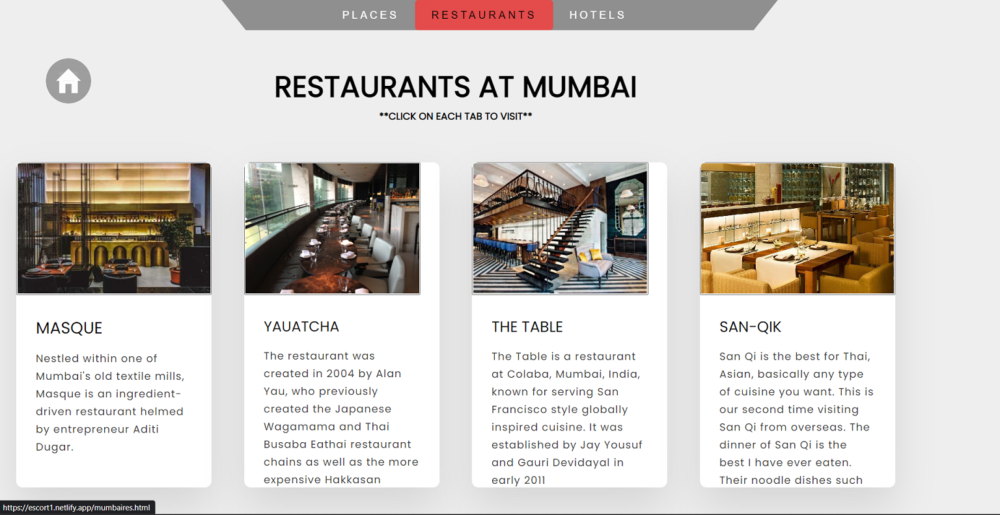 PLACES
RESTAURANTS
HOTELS
RESTAURANTS AT MUMBAI
**CLICK ON EACH TAB TO VISIT**
MASQUE
Nestled within one of
Mumbai's old textile mills,
Masque is an ingredient-
driven restaurant helmed
by entrepreneur Aditi
Dugar.
YAUATCHA
The restaurant was
created in 2004 by Alan
Yau, who previously
created the Japanese
Wagamama and Thai
Busaba Eathai restaurant
chains as well as the more
expensive Hakkasan
THE TABLE
The Table is a restaurant
at Colaba, Mumbai, India,
known for serving San
Francisco style globally
inspired cuisine. It was
established by Jay Yousuf
and Gauri Devidayal in
early 2011
SAN-QIK
San Qi is the best for Thai,
Asian, basically any type
of cuisine you want. This is
our second time visiting
San Qi from overseas. The
dinner of San Qi is the
best I have ever eaten.
Their noodle dishes such
https://escort1.netlify.app/mumbaires.html